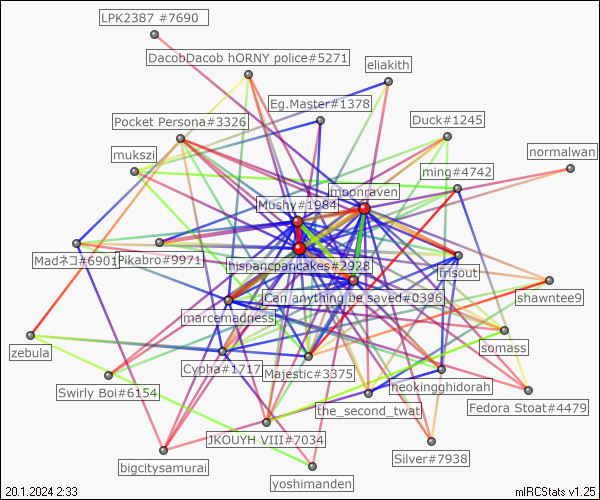 LPK2387 #7690
DacobDacob hORNY police#5271
eliakith
Eg.Master#1378
Pocket Persona#3326
Duck#1245
mukszi
normalwan
ming#4742
moonraven
Mushy#1984
Madネコ#6901
Pikabro#9971
hispancpancakes#2928
frisout
Can anything be saved#0396
shawntee9
marcemadness
zebula
somass
Cypha#1717
Majestic#3375
neokingghidorah
Swirly Boi#6154
the_second_twat
Fedora Stoat#4479
JKOUYH VIII#7034
Silver#7938
bigcitysamurai
yoshimanden
20.1.2024 2:33
mIRCStats v1.25